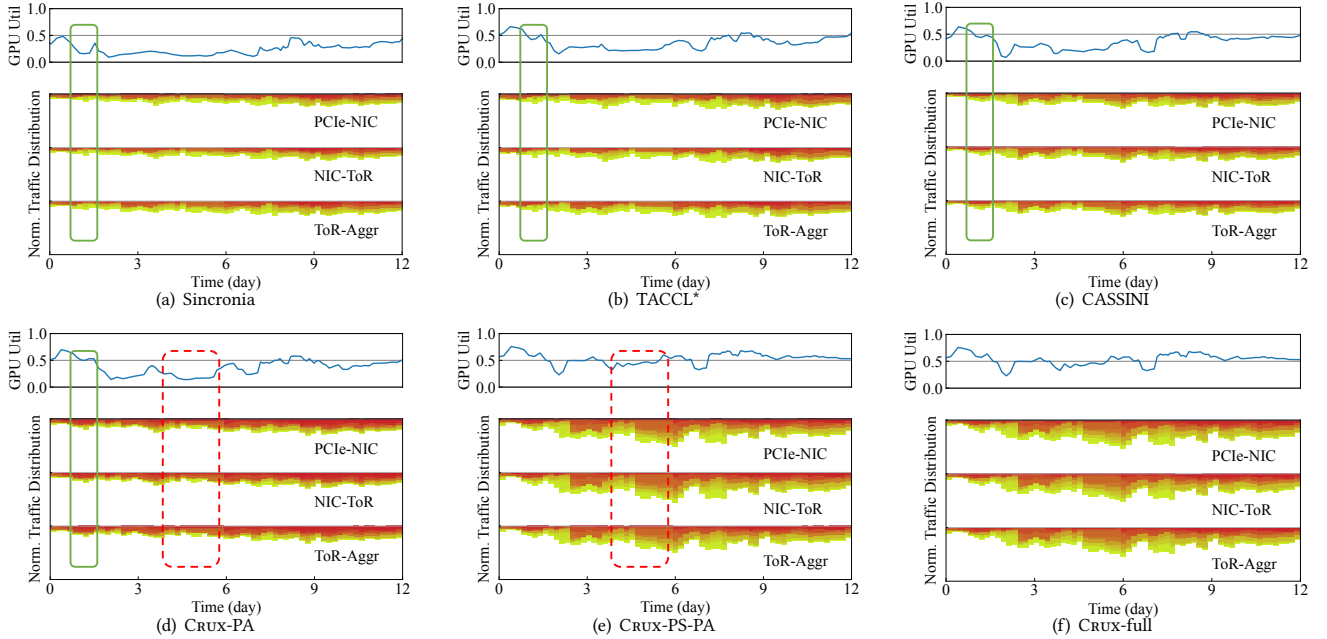 GPU Util
1.0
0.5
0.0
Norm. Traffic Distribution
PCIe-NIC
NIC-ToR
ToR-Aggr
0 3 6 9 12
Time (day)
(a) Sincronia
GPU Util
1.0
0.5
0.0
Norm. Traffic Distribution
PCIe-NIC
NIC-ToR
ToR-Aggr
0 3 6 9 12
Time (day)
(b) TACCL*
GPU Util
1.0
0.5
0.0
Norm. Traffic Distribution
PCIe-NIC
NIC-ToR
ToR-Aggr
0 3 6 9 12
Time (day)
(c) CASSINI
GPU Util
1.0
0.5
0.0
Norm. Traffic Distribution
PCIe-NIC
NIC-ToR
ToR-Aggr
0 3 6 9 12
Time (day)
(d) CRUX-PA
GPU Util
1.0
0.5
0.0
Norm. Traffic Distribution
PCIe-NIC
NIC-ToR
ToR-Aggr
0 3 6 9 12
Time (day)
(e) CRUX-PS-PA
GPU Util
1.0
0.5
0.0
Norm. Traffic Distribution
PCIe-NIC
NIC-ToR
ToR-Aggr
0 3 6 9 12
Time (day)
(f) CRUX-full